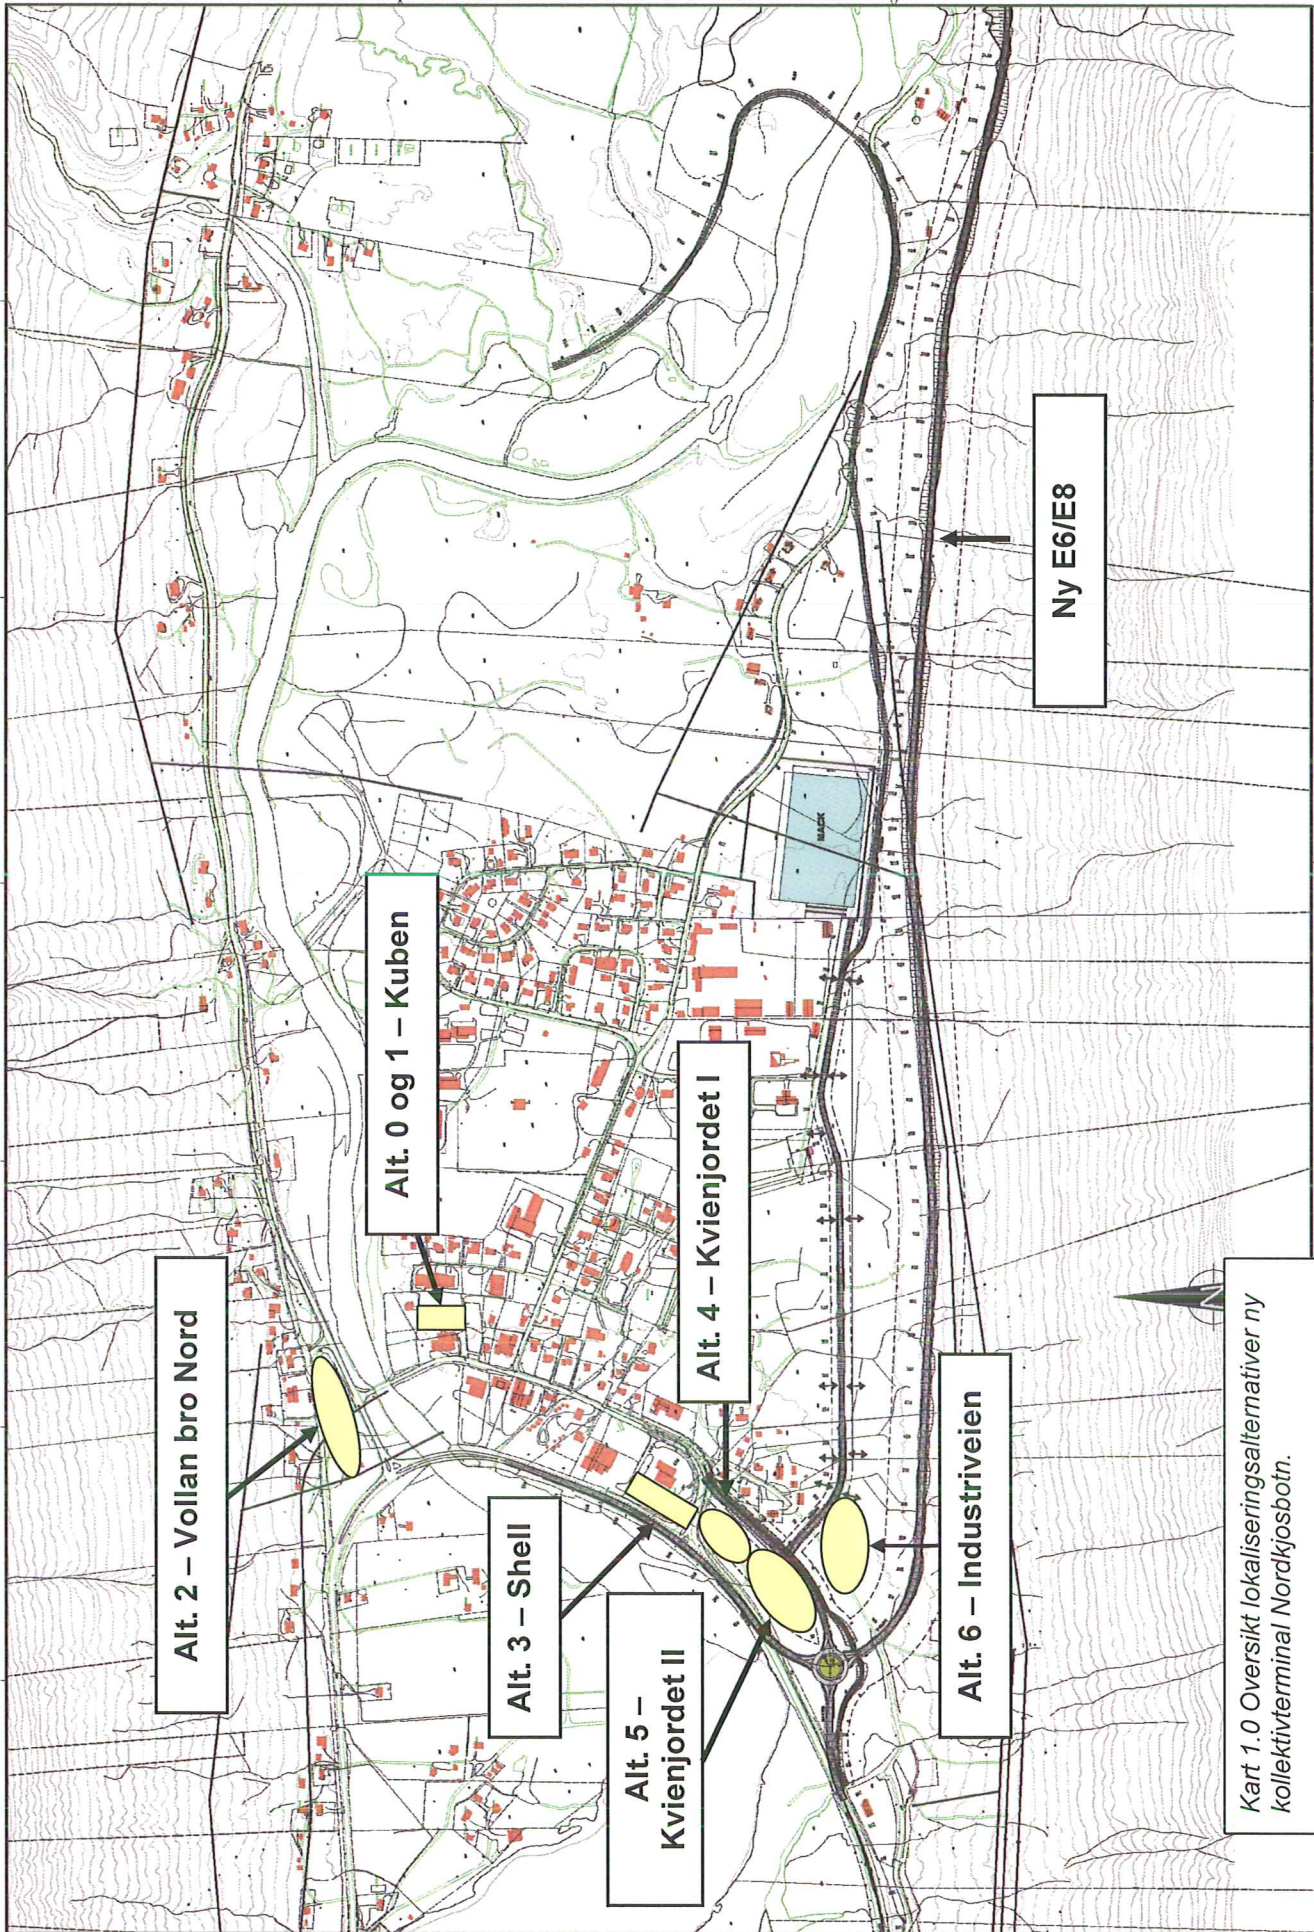 Alt. 2 – Vollan bro Nord
Alt. 0 og 1 – Kuben
Alt. 3 – Shell
Alt. 4 – Kvienjordet I
Alt. 5 –
Kvienjordet II
Alt. 6 – Industriveien
Ny E6/E8
MACK
N
Kart 1.0 Oversikt lokaliseringsalternativer ny
kollektivterminal Nordkjosbotn.